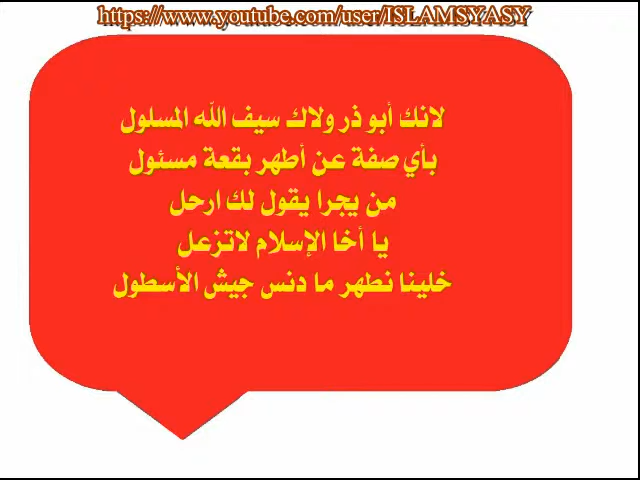 https://www.youtube.com/user/ISLAMSYASY
لانك أبو ذر ولاك سيف الله المسلول
بأي صفة عن أطهر بقعة مسئول
من يجرا يقول لك ارحل
يا أخا الإسلام لاتزعل
خلينا نطهر ما دنس جيش الأسطول